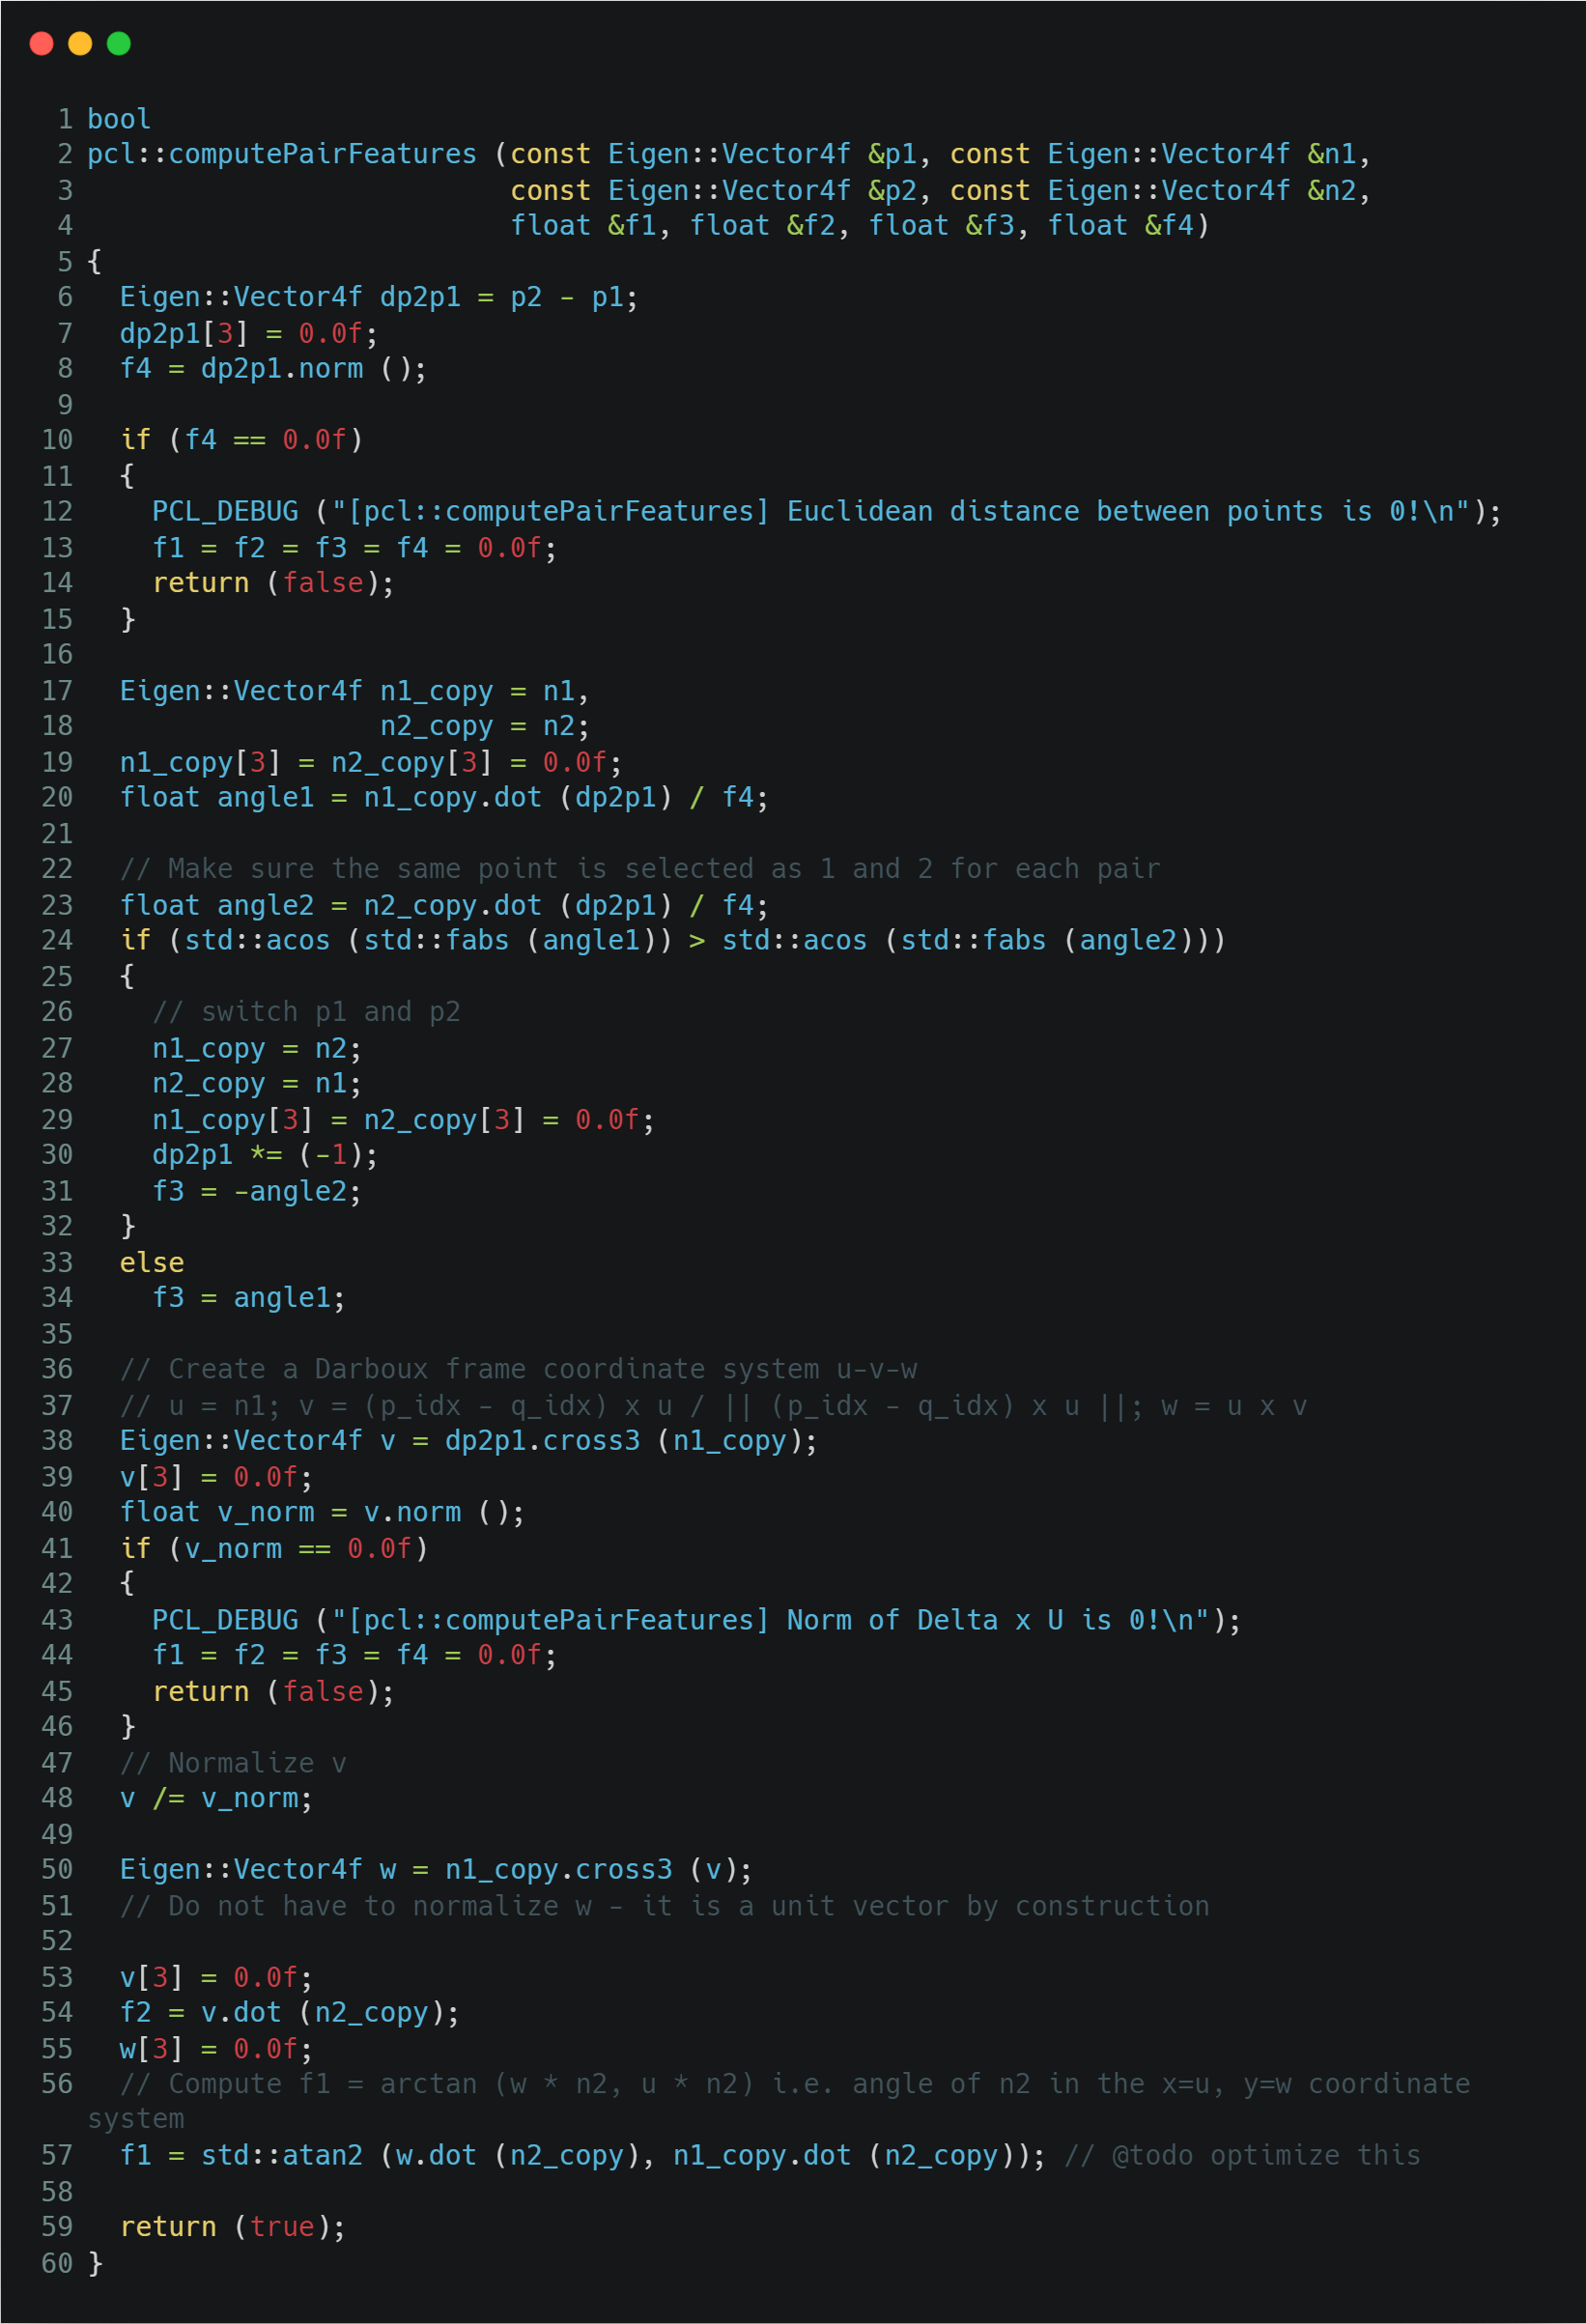 1 bool
2 pcl::computePairFeatures (const Eigen::Vector4f &p1, const Eigen::Vector4f &n1,
3                           const Eigen::Vector4f &p2, const Eigen::Vector4f &n2,
4                           float &f1, float &f2, float &f3, float &f4)
5 {
6   Eigen::Vector4f dp2p1 = p2 - p1;
7   dp2p1[3] = 0.0f;
8   f4 = dp2p1.norm ();
9
10   if (f4 == 0.0f)
11   {
12     PCL_DEBUG ("[pcl::computePairFeatures] Euclidean distance between points is 0!\n");
13     f1 = f2 = f3 = f4 = 0.0f;
14     return (false);
15   }
16
17   Eigen::Vector4f n1_copy = n1,
18                   n2_copy = n2;
19   n1_copy[3] = n2_copy[3] = 0.0f;
20   float angle1 = n1_copy.dot (dp2p1) / f4;
21
22   // Make sure the same point is selected as 1 and 2 for each pair
23   float angle2 = n2_copy.dot (dp2p1) / f4;
24   if (std::acos (std::fabs (angle1)) > std::acos (std::fabs (angle2)))
25   {
26     // switch p1 and p2
27     n1_copy = n2;
28     n2_copy = n1;
29     n1_copy[3] = n2_copy[3] = 0.0f;
30     dp2p1 *= (-1);
31     f3 = -angle2;
32   }
33   else
34     f3 = angle1;
35
36   // Create a Darboux frame coordinate system u-v-w
37   // u = n1; v = (p_idx - q_idx) x u / || (p_idx - q_idx) x u ||; w = u x v
38   Eigen::Vector4f v = dp2p1.cross3 (n1_copy);
39   v[3] = 0.0f;
40   float v_norm = v.norm ();
41   if (v_norm == 0.0f)
42   {
43     PCL_DEBUG ("[pcl::computePairFeatures] Norm of Delta x U is 0!\n");
44     f1 = f2 = f3 = f4 = 0.0f;
45     return (false);
46   }
47   // Normalize v
48   v /= v_norm;
49
50   Eigen::Vector4f w = n1_copy.cross3 (v);
51   // Do not have to normalize w - it is a unit vector by construction
52
53   v[3] = 0.0f;
54   f2 = v.dot (n2_copy);
55   w[3] = 0.0f;
56   // Compute f1 = arctan (w * n2, u * n2) i.e. angle of n2 in the x=u, y=w coordinate
system
57   f1 = std::atan2 (w.dot (n2_copy), n1_copy.dot (n2_copy)); // @todo optimize this
58
59   return (true);
60 }